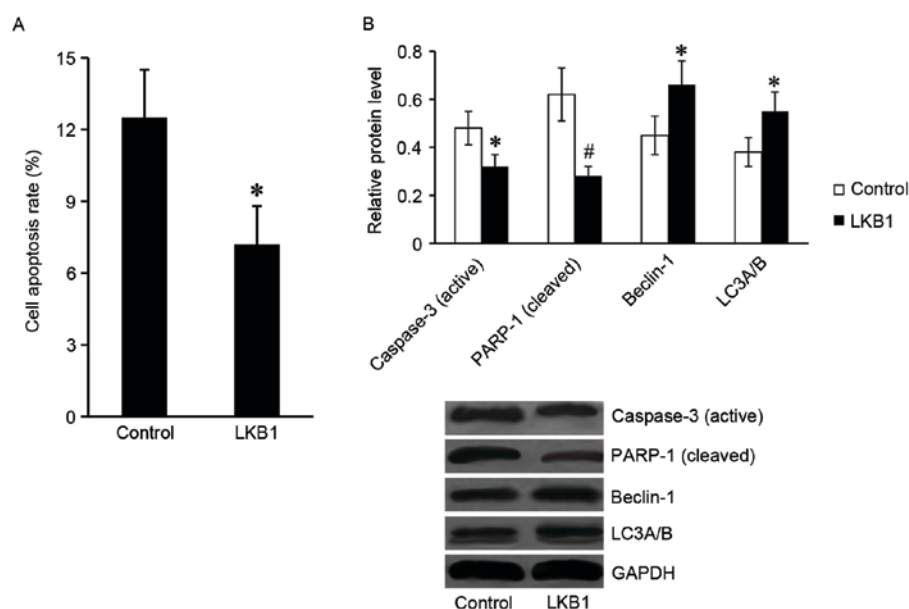 A
15
12
9
6
3
0
Cell apoptosis rate (%)
*
Control
LKB1
B
0.8
0.6
0.4
0.2
0
Relative protein level
*
#
*
*
Control
LKB1
Caspase-3 (active)
PARP-1 (cleaved)
Beclin-1
LC3A/B
Caspase-3 (active)
PARP-1 (cleaved)
Beclin-1
LC3A/B
GAPDH
Control LKB1